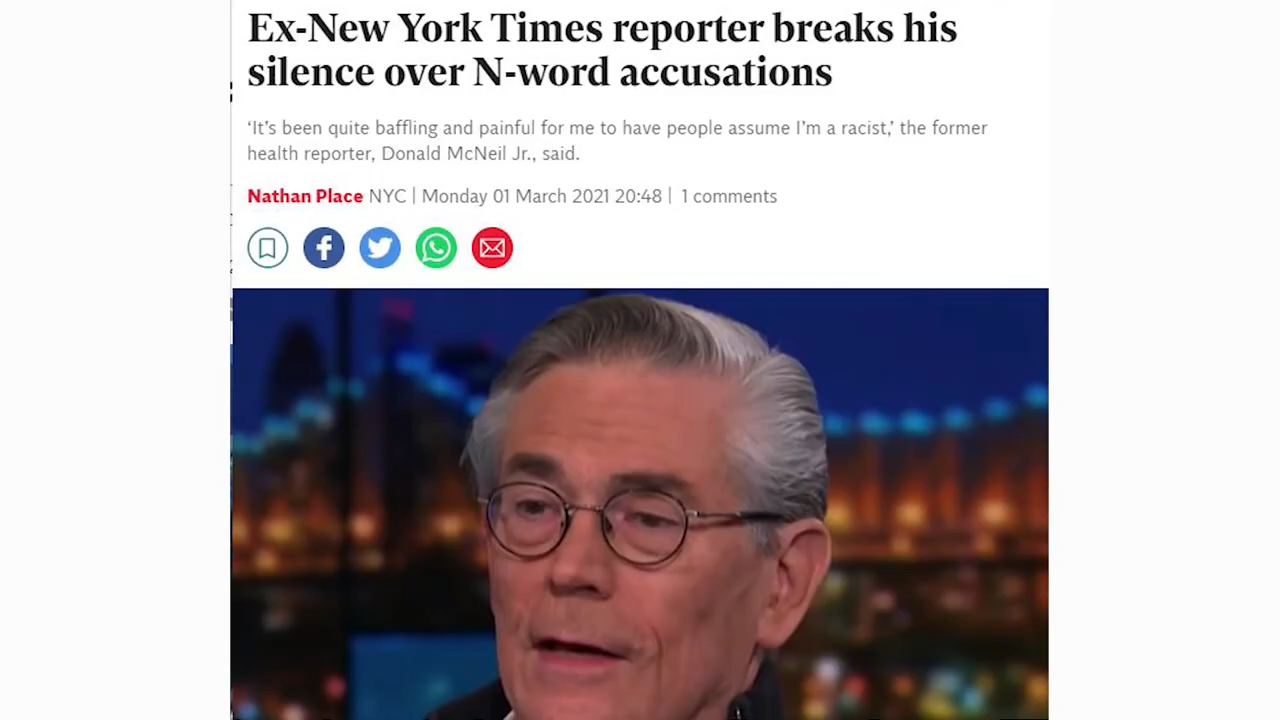 Ex-New York Times reporter breaks his
silence over N-word accusations
‘It’s been quite baffling and painful for me to have people assume I’m a racist,’ the former
health reporter, Donald McNeil Jr., said.
Nathan Place NYC | Monday 01 March 2021 20:48 | 1 comments